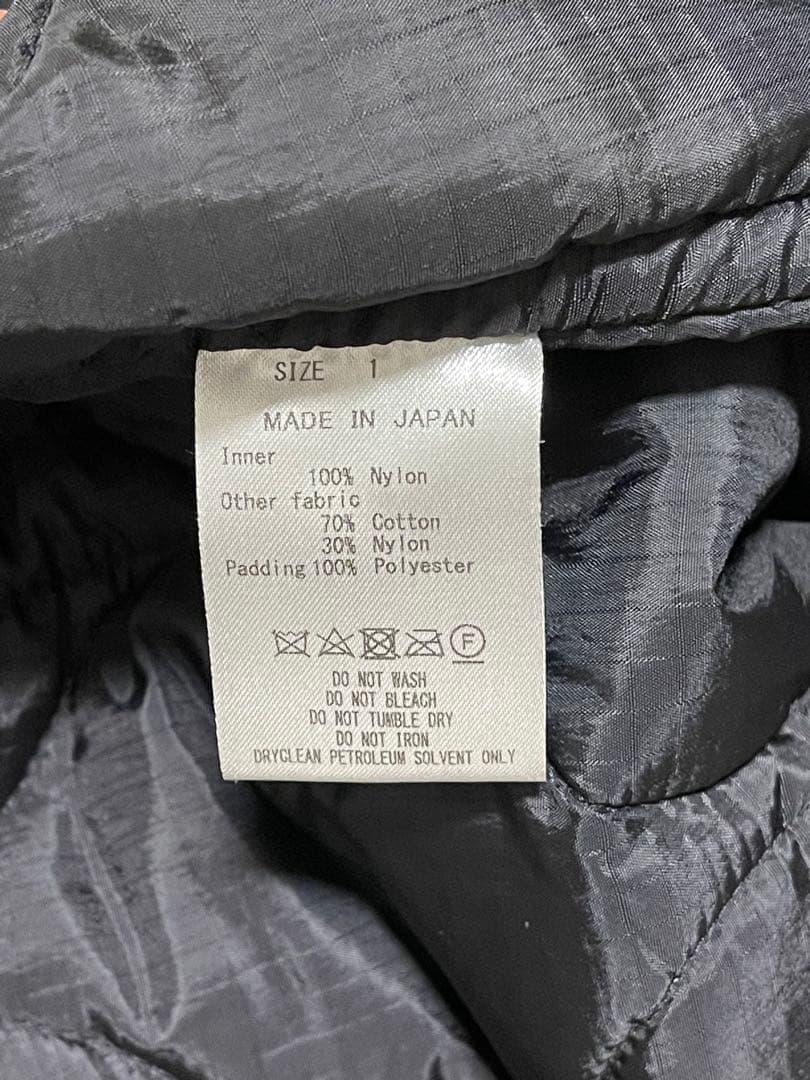 SIZE 1
MADE IN JAPAN
Inner
100% Nylon
Other fabric
70% Cotton
30% Nylon
Padding 100% Polyester
F
DO NOT WASH
DO NOT BLEACH
DO NOT TUMBLE DRY
DO NOT IRON
DRYCLEAN PETROLEUM SOLVENT ONLY